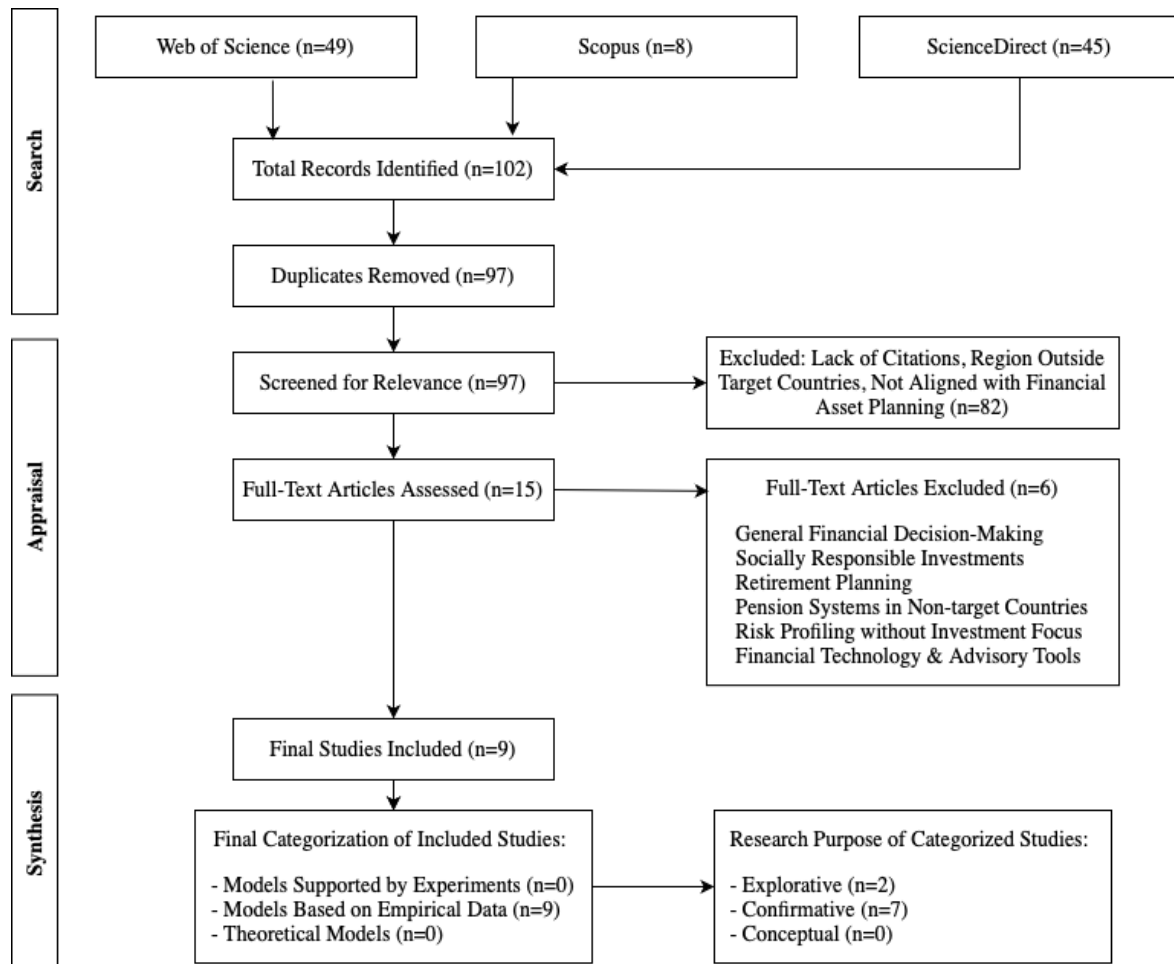 Search
Web of Science (n=49)
Scopus (n=8)
ScienceDirect (n=45)
Total Records Identified (n=102)
Duplicates Removed (n=97)
Appraisal
Screened for Relevance (n=97)
Excluded: Lack of Citations, Region Outside
Target Countries, Not Aligned with Financial
Asset Planning (n=82)
Full-Text Articles Assessed (n=15)
Full-Text Articles Excluded (n=6)
General Financial Decision-Making
Socially Responsible Investments
Retirement Planning
Pension Systems in Non-target Countries
Risk Profiling without Investment Focus
Financial Technology & Advisory Tools
Synthesis
Final Studies Included (n=9)
Final Categorization of Included Studies:
- Models Supported by Experiments (n=0)
- Models Based on Empirical Data (n=9)
- Theoretical Models (n=0)
Research Purpose of Categorized Studies:
- Explorative (n=2)
- Confirmative (n=7)
- Conceptual (n=0)